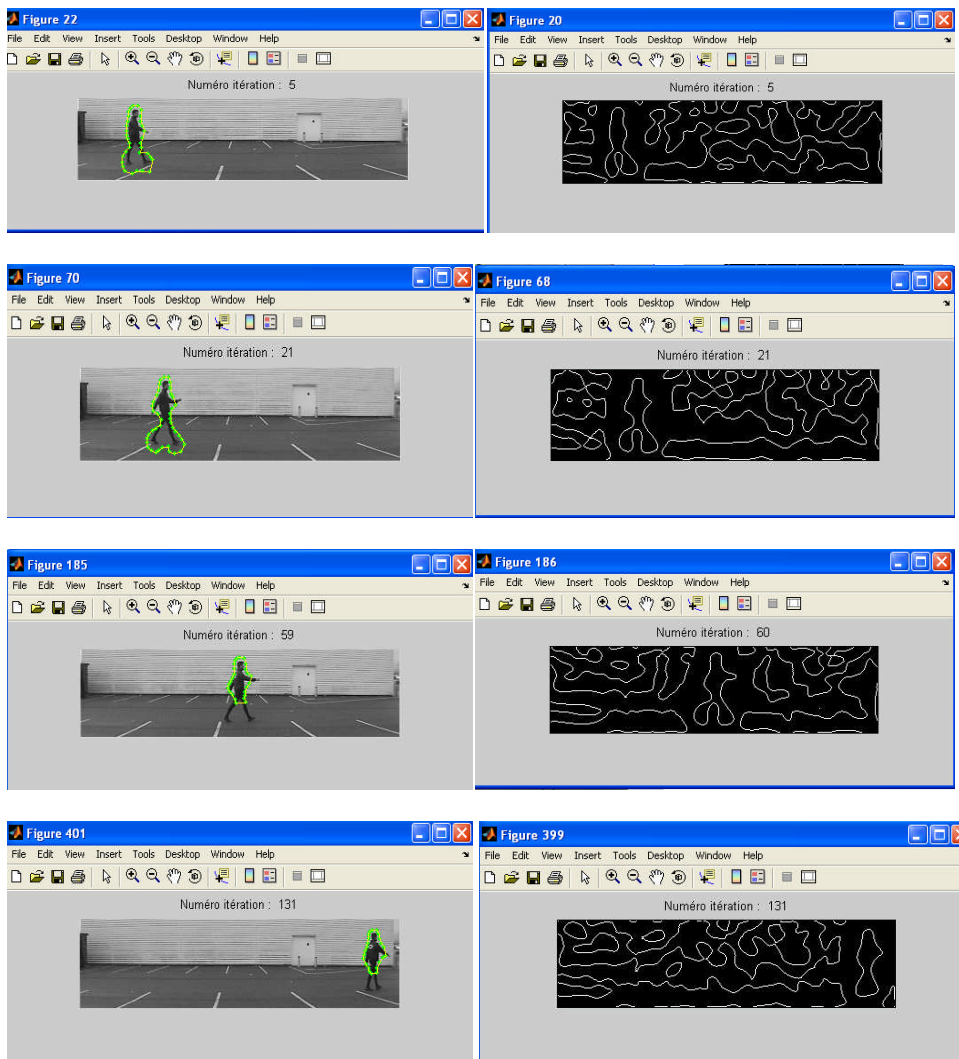 Figure 22
File Edit View Insert Tools Desktop Window Help
Numéro itération : 5
Figure 20
File Edit View Insert Tools Desktop Window Help
Numéro itération : 5
Figure 70
File Edit View Insert Tools Desktop Window Help
Numéro itération : 21
Figure 68
File Edit View Insert Tools Desktop Window Help
Numéro itération : 21
Figure 185
File Edit View Insert Tools Desktop Window Help
Numéro itération : 59
Figure 186
File Edit View Insert Tools Desktop Window Help
Numéro itération : 60
Figure 401
File Edit View Insert Tools Desktop Window Help
Numéro itération : 131
Figure 399
File Edit View Insert Tools Desktop Window Help
Numéro itération : 131